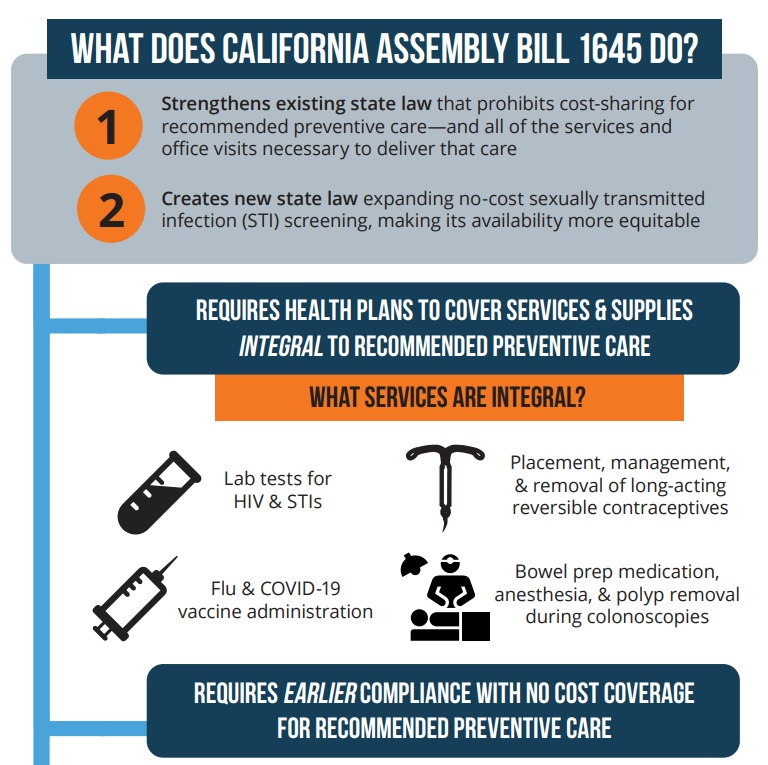 WHAT DOES CALIFORNIA ASSEMBLY BILL 1645 DO?
1
Strengthens existing state law that prohibits cost-sharing for
recommended preventive care—and all of the services and
office visits necessary to deliver that care
2
Creates new state law expanding no-cost sexually transmitted
infection (STI) screening, making its availability more equitable
REQUIRES HEALTH PLANS TO COVER SERVICES & SUPPLIES
INTEGRAL TO RECOMMENDED PREVENTIVE CARE
WHAT SERVICES ARE INTEGRAL?
Lab tests for
HIV & STIs
Placement, management,
& removal of long-acting
reversible contraceptives
Flu & COVID-19
vaccine administration
Bowel prep medication,
anesthesia, & polyp removal
during colonoscopies
REQUIRES EARLIER COMPLIANCE WITH NO COST COVERAGE
FOR RECOMMENDED PREVENTIVE CARE